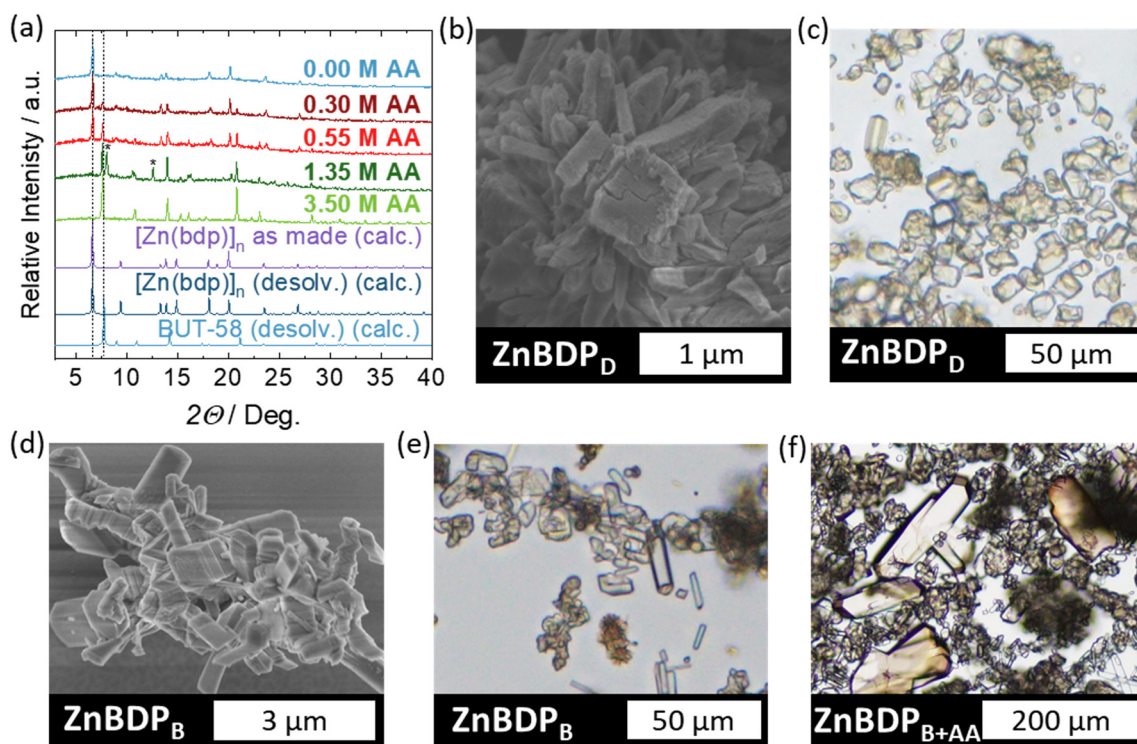 (a)
Relative Intenisty / a.u.
0.00 M AA
0.30 M AA
0.55 M AA
* *
1.35 M AA
3.50 M AA
[Zn(bdp)]n as made (calc.)
[Zn(bdp)]n (desolv.) (calc.)
BUT-58 (desolv.) (calc.)
5 10 15 20 25 30 35 40
2Θ / Deg.
(b)
ZnBDPD 1 μm
(c)
ZnBDPD 50 μm
(d)
ZnBDPB 3 μm
(e)
ZnBDPB 50 μm
(f)
ZnBDPB+AA 200 μm